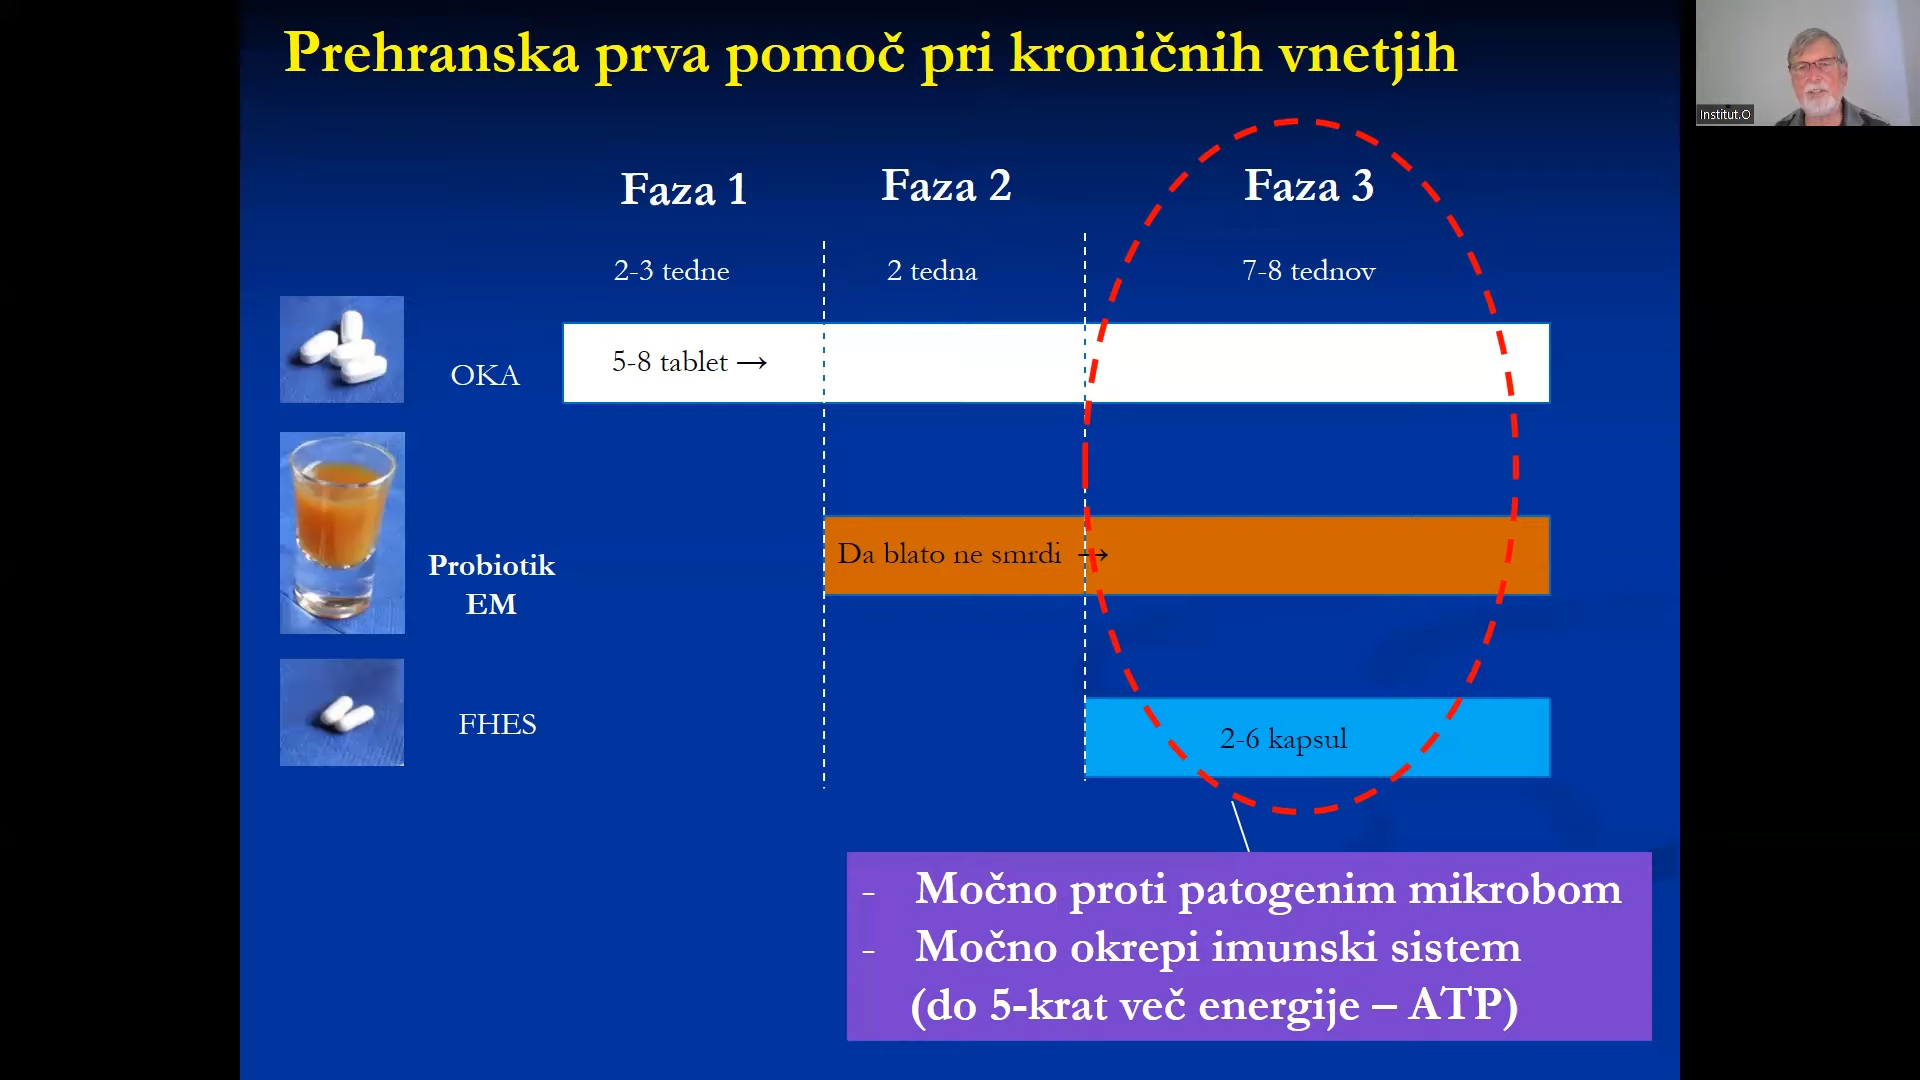 Prehranska prva pomoč pri kroničnih vnetjih
Institut.O
Faza 1
Faza 2
Faza 3
2-3 tedne
2 tedna
7-8 tednov
OKA
5-8 tablet →
Probiotik
EM
Da blato ne smrdi →
FHES
2-6 kapsul
- Močno proti patogenim mikrobom
- Močno okrepi imunski sistem
(do 5-krat več energije – ATP)